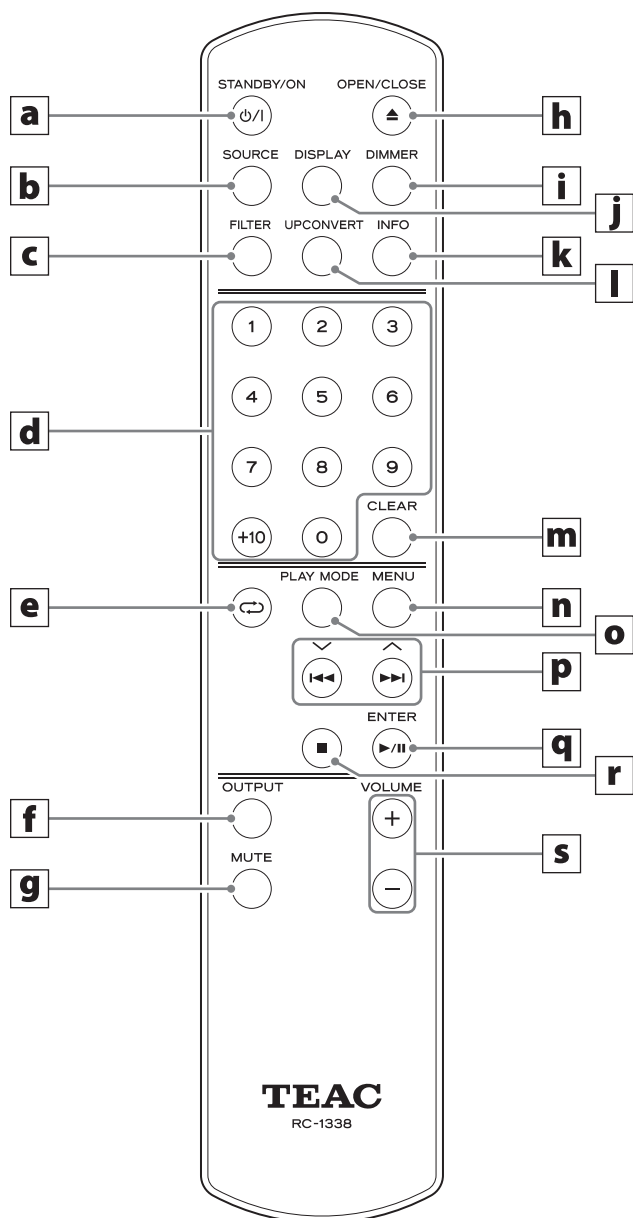 STANDBY/ON OPEN/CLOSE
a h
SOURCE DISPLAY DIMMER
b i
j
FILTER UPCONVERT INFO
c k
l
1 2 3
4 5 6
d
7 8 9
CLEAR
+10 0 m
PLAY MODE MENU
e n
o
p
ENTER
q
r
OUTPUT VOLUME
f +
s
MUTE
g −
TEAC
RC-1338